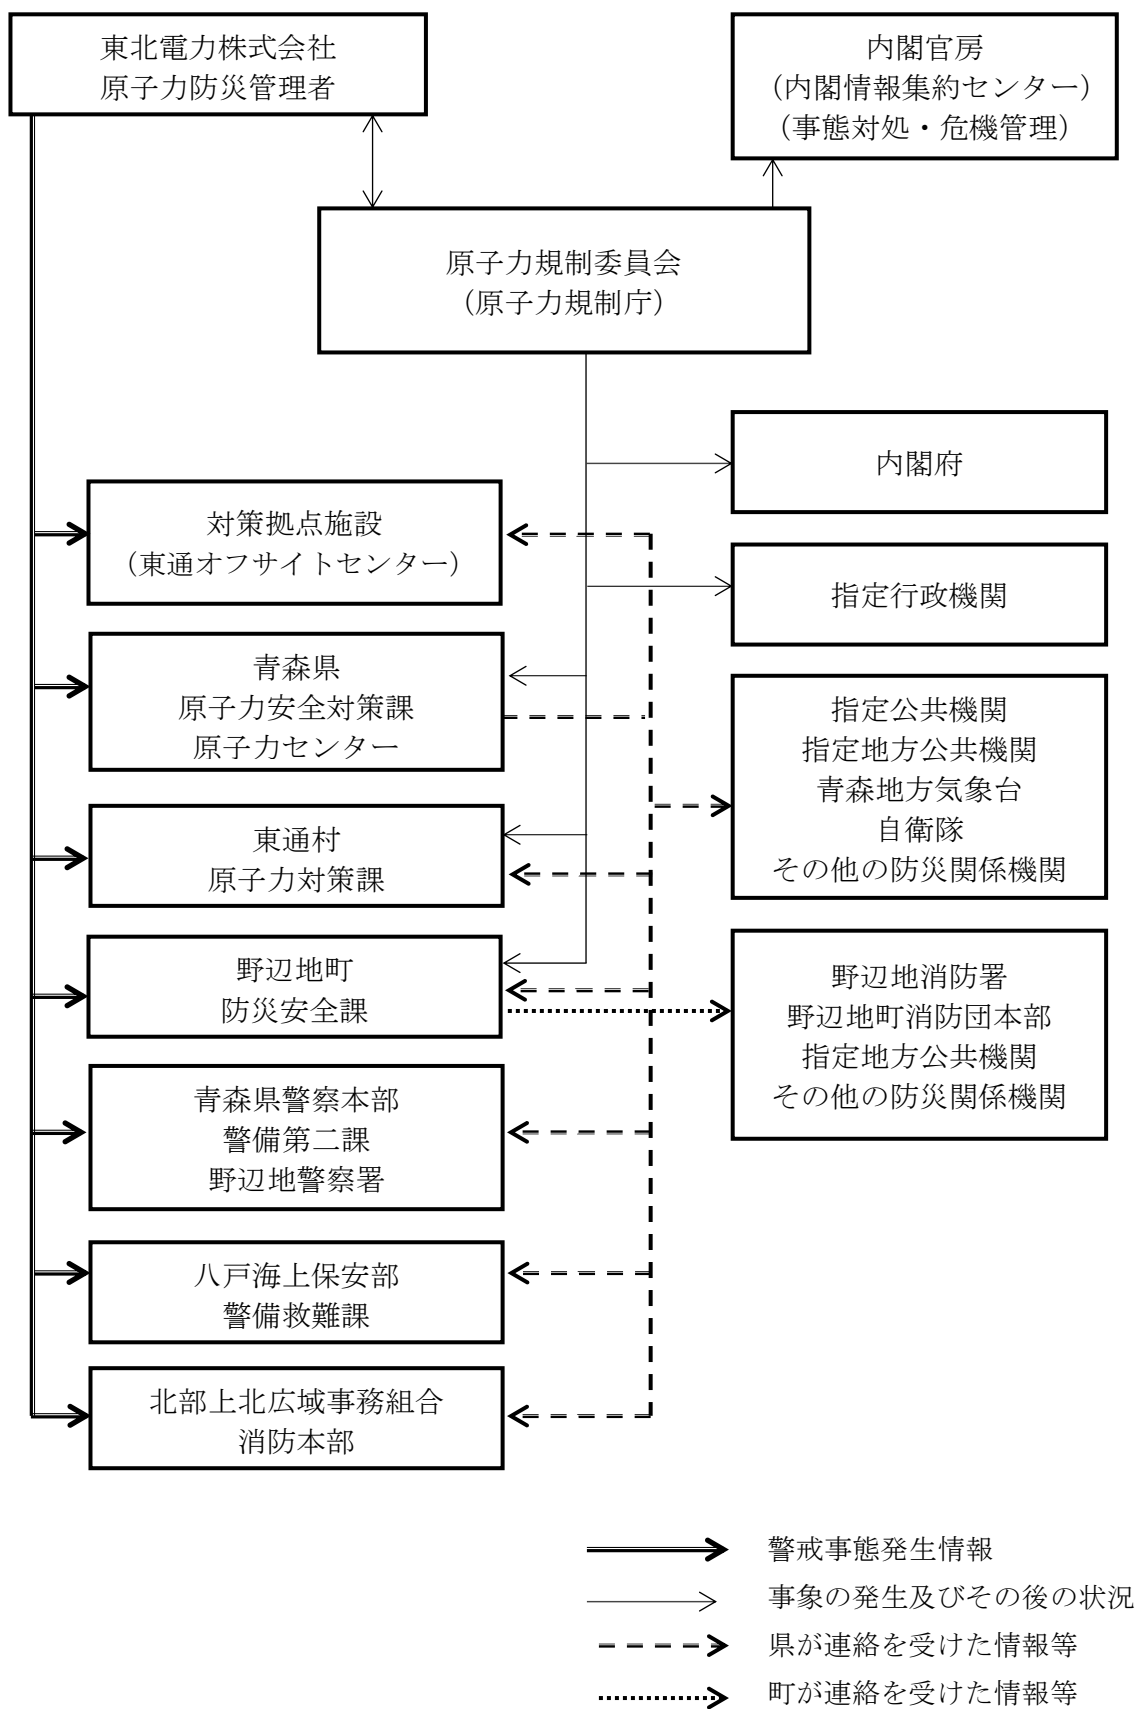 東北電力株式会社
原子力防災管理者
内閣官房
（内閣情報集約センター）
（事態対処・危機管理）
原子力規制委員会
（原子力規制庁）
内閣府
対策拠点施設
（東通オフサイトセンター）
指定行政機関
青森県
原子力安全対策課
原子力センター
指定公共機関
指定地方公共機関
青森地方気象台
自衛隊
その他の防災関係機関
東通村
原子力対策課
野辺地町
防災安全課
野辺地消防署
野辺地町消防団本部
指定地方公共機関
その他の防災関係機関
青森県警察本部
警備第二課
野辺地警察署
八戸海上保安部
警備救難課
北部上北広域事務組合
消防本部
警戒事態発生情報
事象の発生及びその後の状況
県が連絡を受けた情報等
町が連絡を受けた情報等